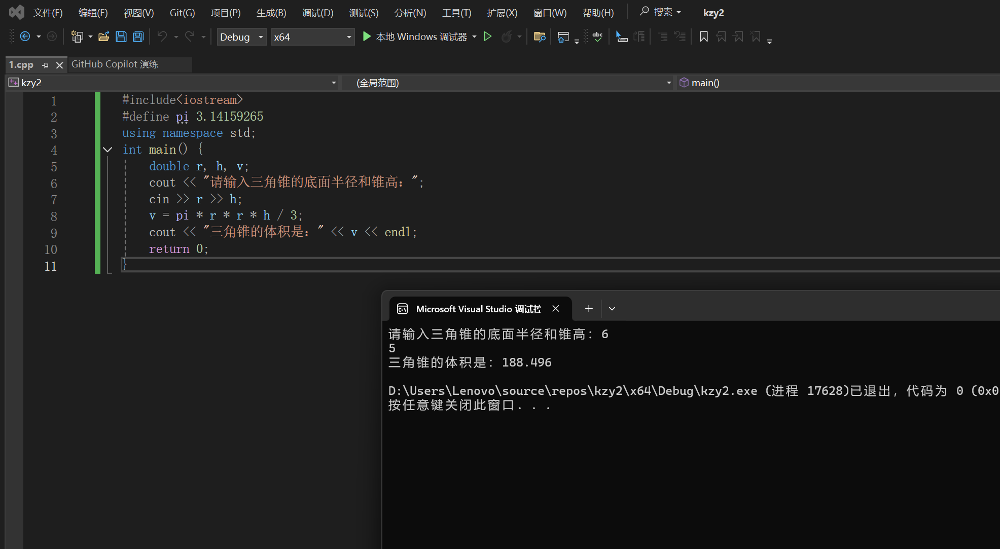 文件(F) 编辑(E) 视图(V) Git(G) 项目(P) 生成(B) 调试(D) 测试(S) 分析(N) 工具(T) 扩展(X) 窗口(W) 帮助(H) 搜索 kzy2
Debug x64 本地 Windows 调试器 abc
1.cpp GitHub Copilot 演练
kzy2 (全局范围) main()
1 #include<iostream>
2 #define pi 3.14159265
3 using namespace std;
4 int main() {
5 double r, h, v;
6 cout << "请输入三角锥的底面半径和锥高：";
7 cin >> r >> h;
8 v = pi * r * r * h / 3;
9 cout << "三角锥的体积是：" << v << endl;
10 return 0;
11 }
Microsoft Visual Studio 调试控
请输入三角锥的底面半径和锥高：6
5
三角锥的体积是：188.496
D:\Users\Lenovo\source\repos\kzy2\x64\Debug\kzy2.exe (进程 17628)已退出，代码为 0 (0x0
按任意键关闭此窗口. . .